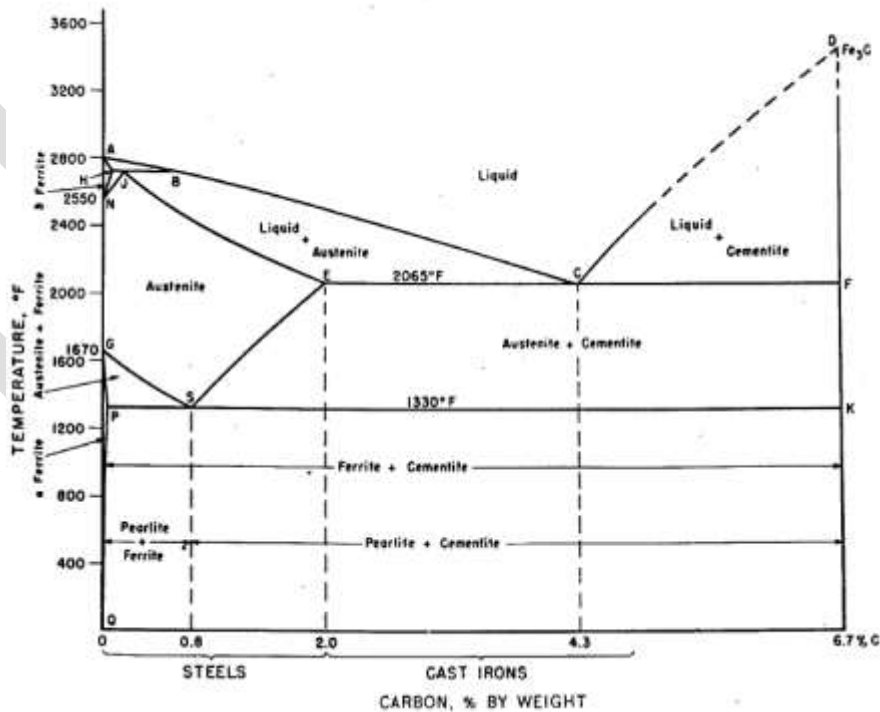 3600
D
Fe3C
3200
A
2800
H
J
B
Liquid
δ Ferrite
2550
N
2400
Liquid
+
Austenite
Liquid
+
Cementite
E
2065°F
C
F
2000
Austenite
TEMPERATURE, °F
Austenite + Ferrite
G
1670
1600
Austenite + Cementite
S
1330°F
P
K
1200
α Ferrite
Ferrite + Cementite
800
Pearlite
+
Ferrite
Pearlite + Cementite
400
Q
0
0.8
2.0
4.3
6.7% C
STEELS
CAST IRONS
CARBON, % BY WEIGHT